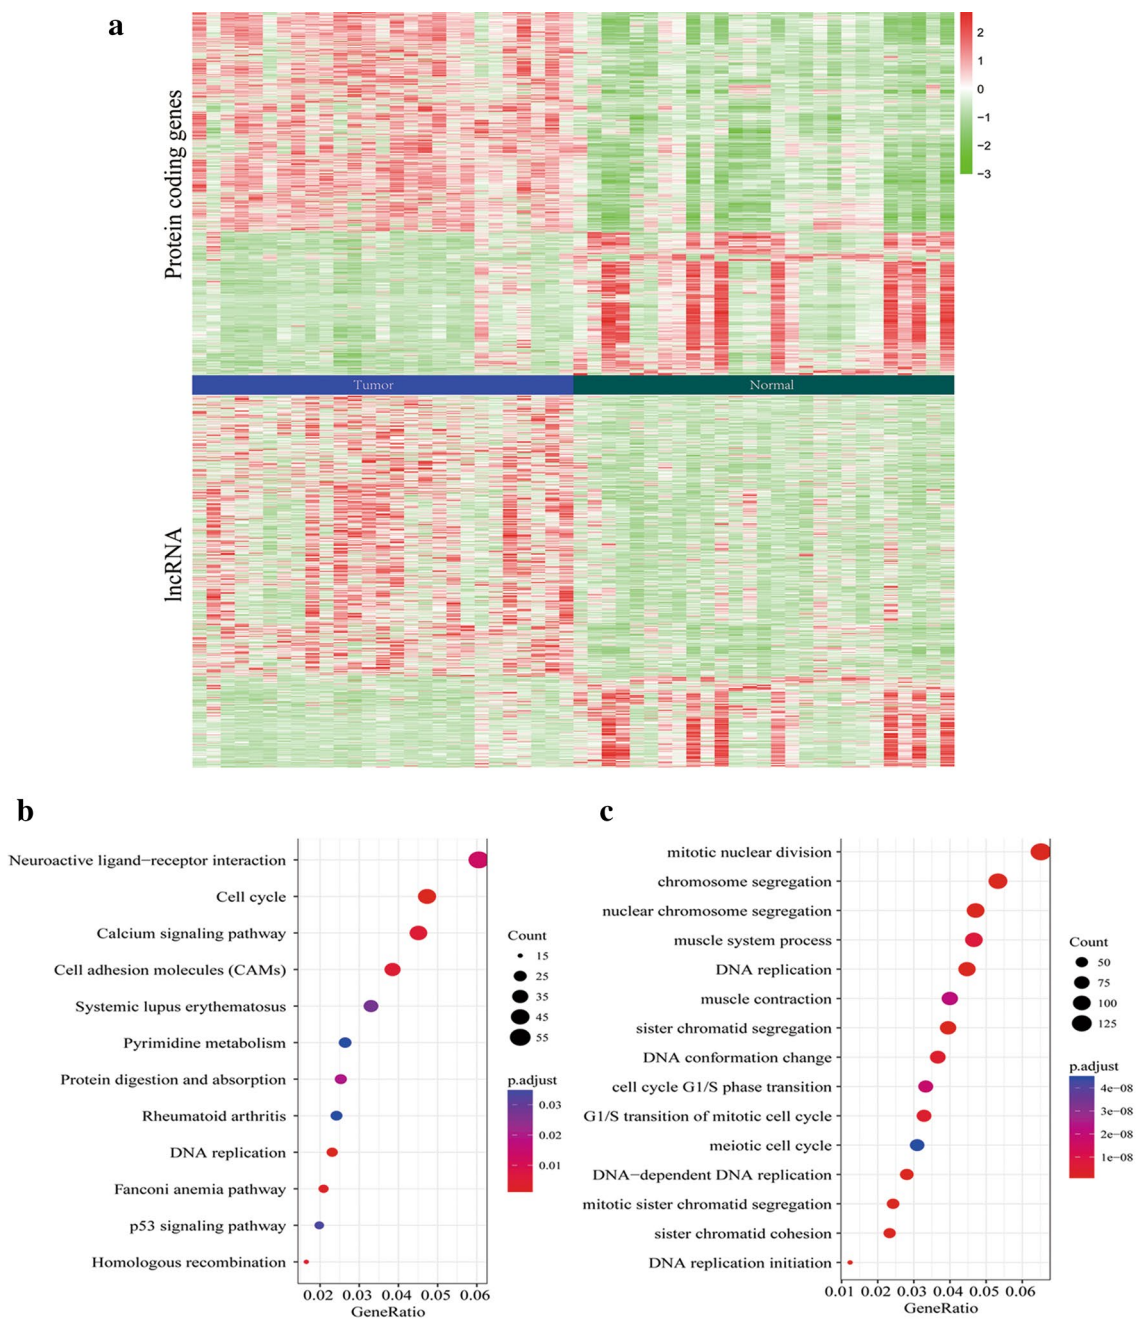 a
Protein coding genes
2
1
0
−1
−2
−3
Tumor
Normal
lncRNA
b
Neuroactive ligand−receptor interaction
Cell cycle
Calcium signaling pathway
Cell adhesion molecules (CAMs)
Systemic lupus erythematosus
Pyrimidine metabolism
Protein digestion and absorption
Rheumatoid arthritis
DNA replication
Fanconi anemia pathway
p53 signaling pathway
Homologous recombination
0.02 0.03 0.04 0.05 0.06
GeneRatio
Count
15
25
35
45
55
p.adjust
0.03
0.02
0.01
c
mitotic nuclear division
chromosome segregation
nuclear chromosome segregation
muscle system process
DNA replication
muscle contraction
sister chromatid segregation
DNA conformation change
cell cycle G1/S phase transition
G1/S transition of mitotic cell cycle
meiotic cell cycle
DNA−dependent DNA replication
mitotic sister chromatid segregation
sister chromatid cohesion
DNA replication initiation
0.01 0.02 0.03 0.04 0.05 0.06
GeneRatio
Count
50
75
100
125
p.adjust
4e−08
3e−08
2e−08
1e−08